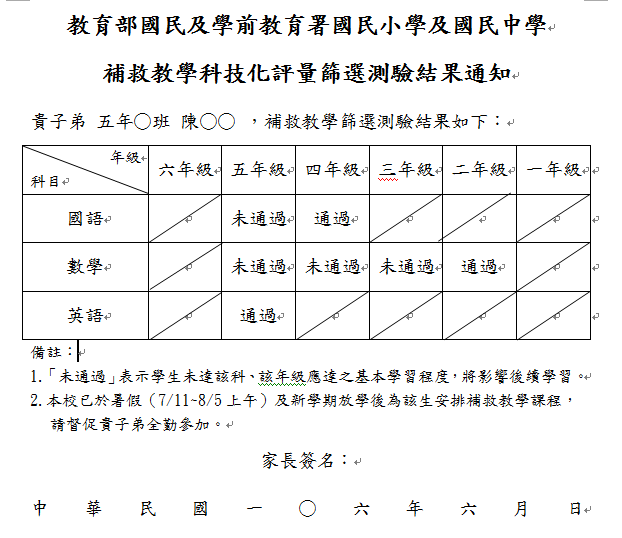 教育部國民及學前教育署國民小學及國民中學
補救教學科技化評量篩選測驗結果通知
貴子弟 五年○班 陳○○ ，補救教學篩選測驗結果如下：
年級
科目 六年級 五年級 四年級 三年級 二年級 一年級
國語 未通過 通過
數學 未通過 未通過 未通過 通過
英語 通過
備註：
1.「未通過」表示學生未達該科、該年級應達之基本學習程度，將影響後續學習。
2.本校已於暑假（7/11~8/5上午）及新學期放學後為該生安排補救教學課程，
請督促貴子弟全勤參加。
家長簽名：
中 華 民 國 一 ○ 六 年 六 月 日